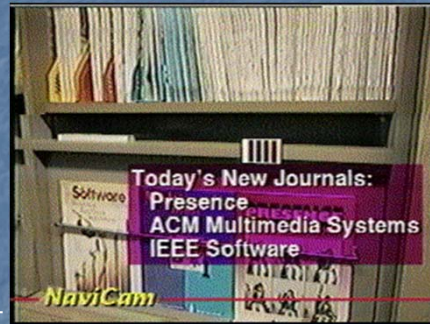 Today's New Journals:
Presence
ACM Multimedia Systems
IEEE Software
Software
PRESENCE
NaviCam